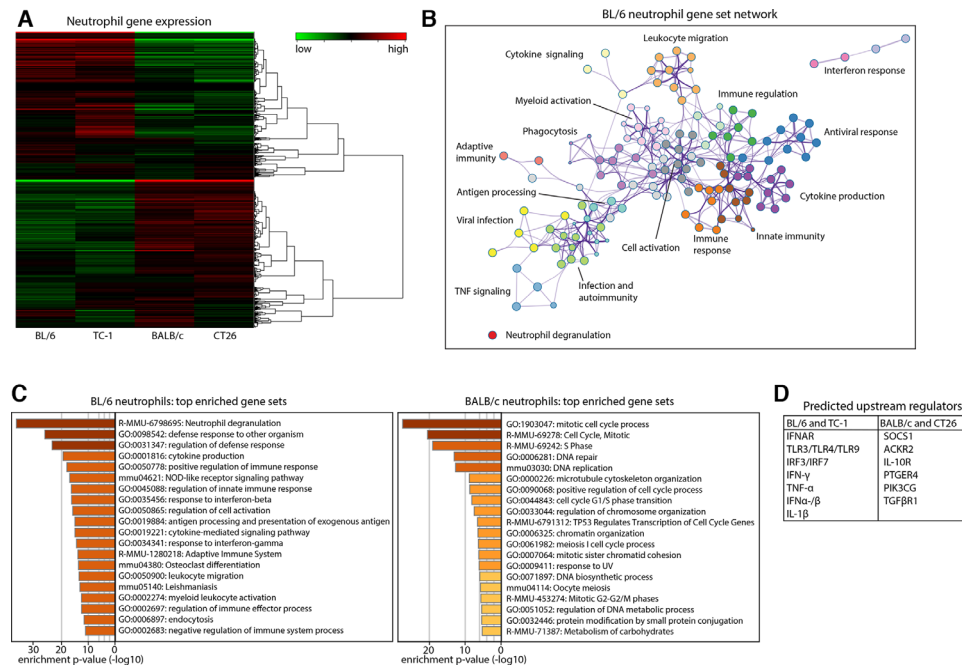 A
Neutrophil gene expression
low
high
BL/6
TC-1
BALB/c
CT26
B
BL/6 neutrophil gene set network
Leukocyte migration
Cytokine signaling
Interferon response
Myeloid activation
Immune regulation
Phagocytosis
Antiviral response
Adaptive
immunity
Antigen processing
Cytokine production
Viral infection
Cell activation
Immune
response
Innate immunity
TNF signaling
Infection and
autoimmunity
Neutrophil degranulation
C
BL/6 neutrophils: top enriched gene sets
R-MMU-6798695: Neutrophil degranulation
GO:0098542: defense response to other organism
GO:0031347: regulation of defense response
GO:0001816: cytokine production
GO:0050778: positive regulation of immune response
mmu04621: NOD-like receptor signaling pathway
GO:0045088: regulation of innate immune response
GO:0035456: response to interferon-beta
GO:0050865: regulation of cell activation
GO:0019884: antigen processing and presentation of exogenous antigen
GO:0019221: cytokine-mediated signaling pathway
GO:0034341: response to interferon-gamma
R-MMU-1280218: Adaptive Immune System
mmu04380: Osteoclast differentiation
GO:0050900: leukocyte migration
mmu05140: Leishmaniasis
GO:0002274: myeloid leukocyte activation
GO:0002697: regulation of immune effector process
GO:0006897: endocytosis
GO:0002683: negative regulation of immune system process
30 20 10 0
enrichment p-value (-log10)
BALB/c neutrophils: top enriched gene sets
GO:1903047: mitotic cell cycle process
R-MMU-69278: Cell Cycle, Mitotic
R-MMU-69242: S Phase
GO:0006281: DNA repair
mmu03030: DNA replication
GO:0000226: microtubule cytoskeleton organization
GO:0090068: positive regulation of cell cycle process
GO:0044843: cell cycle G1/S phase transition
GO:0033044: regulation of chromosome organization
R-MMU-6791312: TP53 Regulates Transcription of Cell Cycle Genes
GO:0006325: chromatin organization
GO:0061982: meiosis I cell cycle process
GO:0007064: mitotic sister chromatid cohesion
GO:0009411: response to UV
GO:0071897: DNA biosynthetic process
mmu04114: Oocyte meiosis
R-MMU-453274: Mitotic G2-G2/M phases
GO:0051052: regulation of DNA metabolic process
GO:0032446: protein modification by small protein conjugation
R-MMU-71387: Metabolism of carbohydrates
20 10 0
enrichment p-value (-log10)
D
Predicted upstream regulators
BL/6 and TC-1 BALB/c and CT26
IFNAR SOCS1
TLR3/TLR4/TLR9 ACKR2
IRF3/IRF7 IL-10R
IFN-γ PTGER4
TNF-α PIK3CG
IFNα-/β TGFβR1
IL-1β